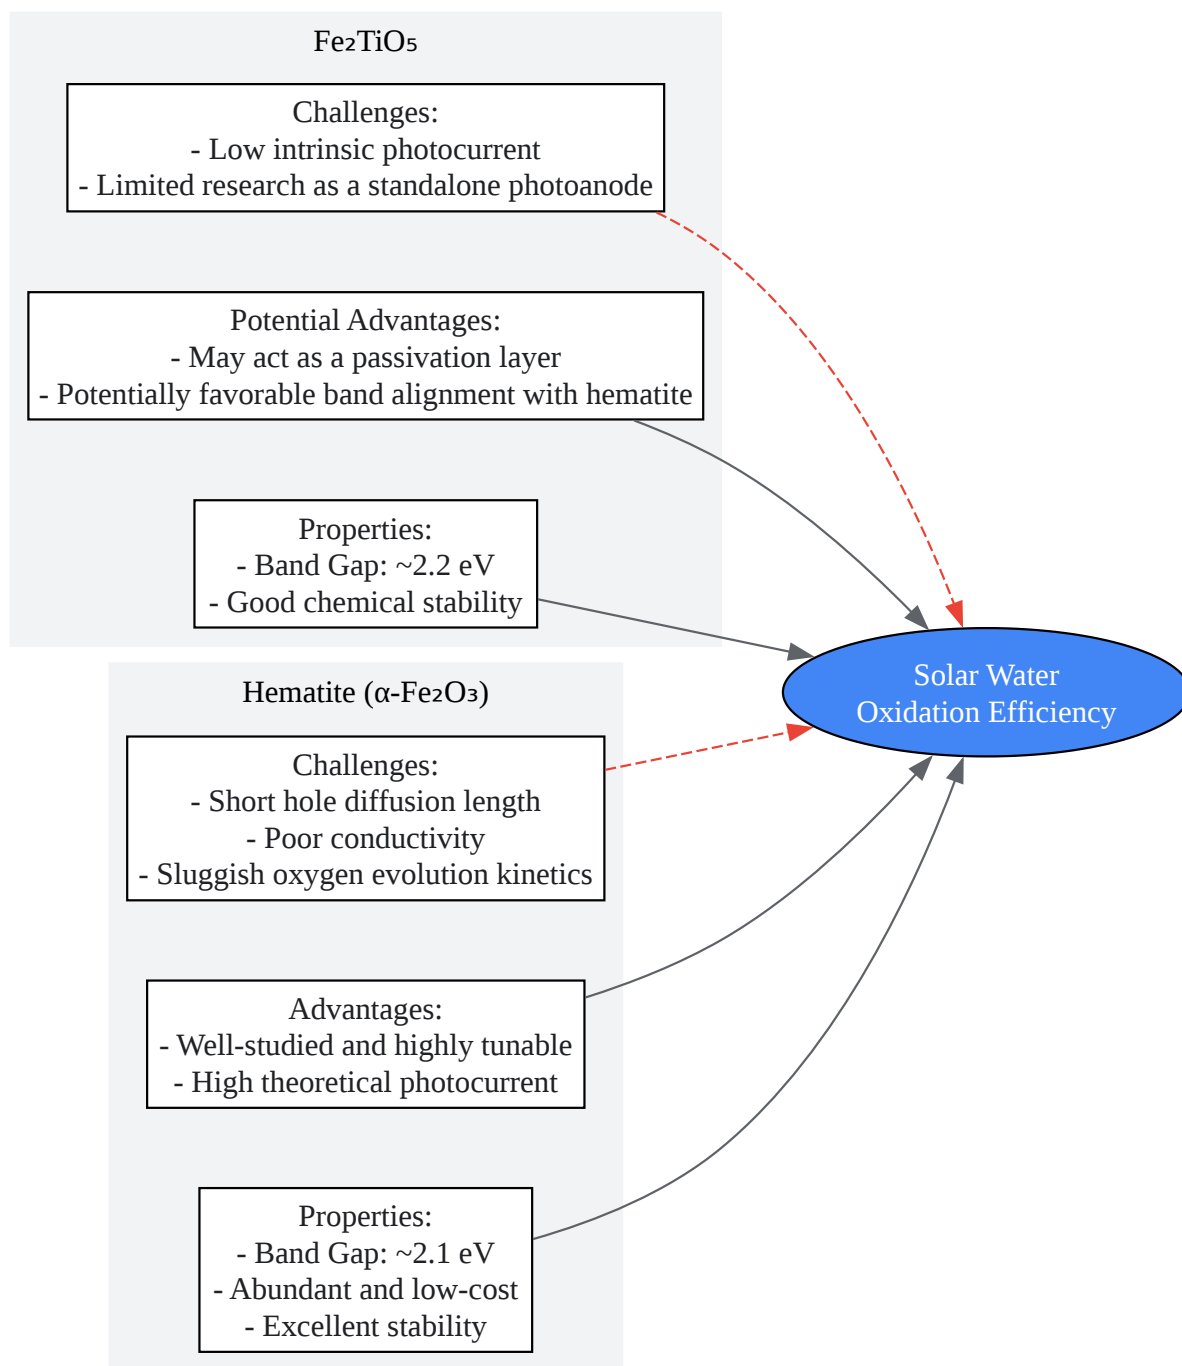 Fe₂TiO₅
Challenges:
- Low intrinsic photocurrent
- Limited research as a standalone photoanode
Potential Advantages:
- May act as a passivation layer
- Potentially favorable band alignment with hematite
Properties:
- Band Gap: ~2.2 eV
- Good chemical stability
Solar Water
Oxidation Efficiency
Hematite (α-Fe₂O₃)
Challenges:
- Short hole diffusion length
- Poor conductivity
- Sluggish oxygen evolution kinetics
Advantages:
- Well-studied and highly tunable
- High theoretical photocurrent
Properties:
- Band Gap: ~2.1 eV
- Abundant and low-cost
- Excellent stability